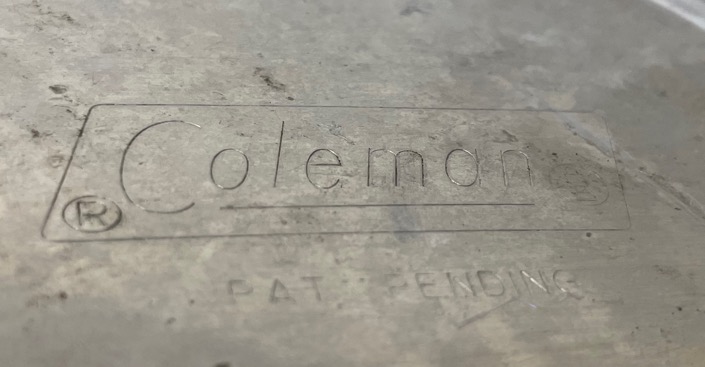 Coleman
®
PAT. PENDING